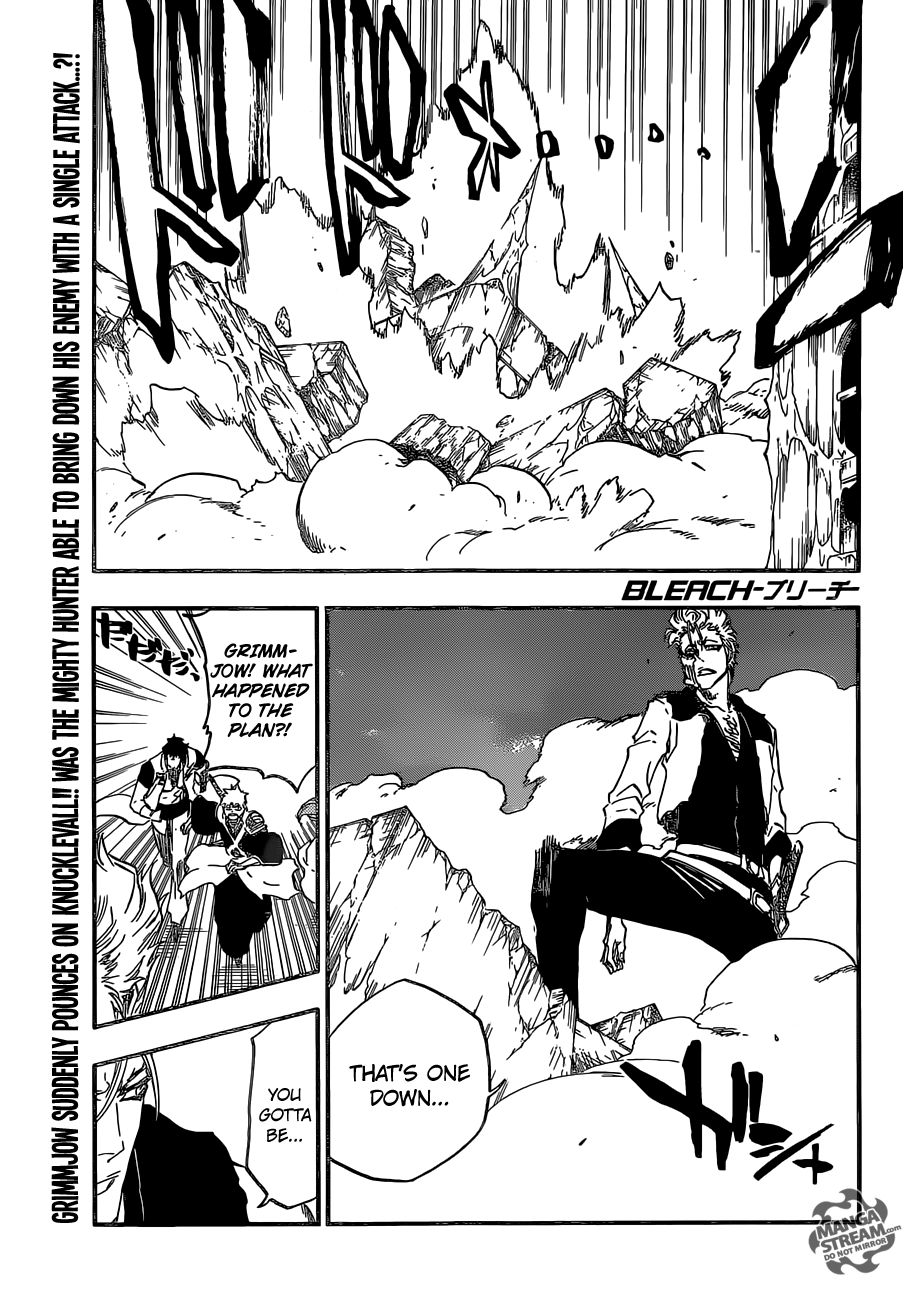 GRIMMJOW SUDDENLY POUNCES ON KNUCKLEVALL!! WAS THE MIGHTY HUNTER ABLE TO BRING DOWN HIS ENEMY WITH A SINGLE ATTACK...?!
BLEACH-ブリーチ
THAT'S ONE
DOWN...
GRIMM-
JOW! WHAT
HAPPENED
TO THE
PLAN?!
YOU
GOTTA
BE...
MANGA
STREAM.com
DO NOT MIRROR